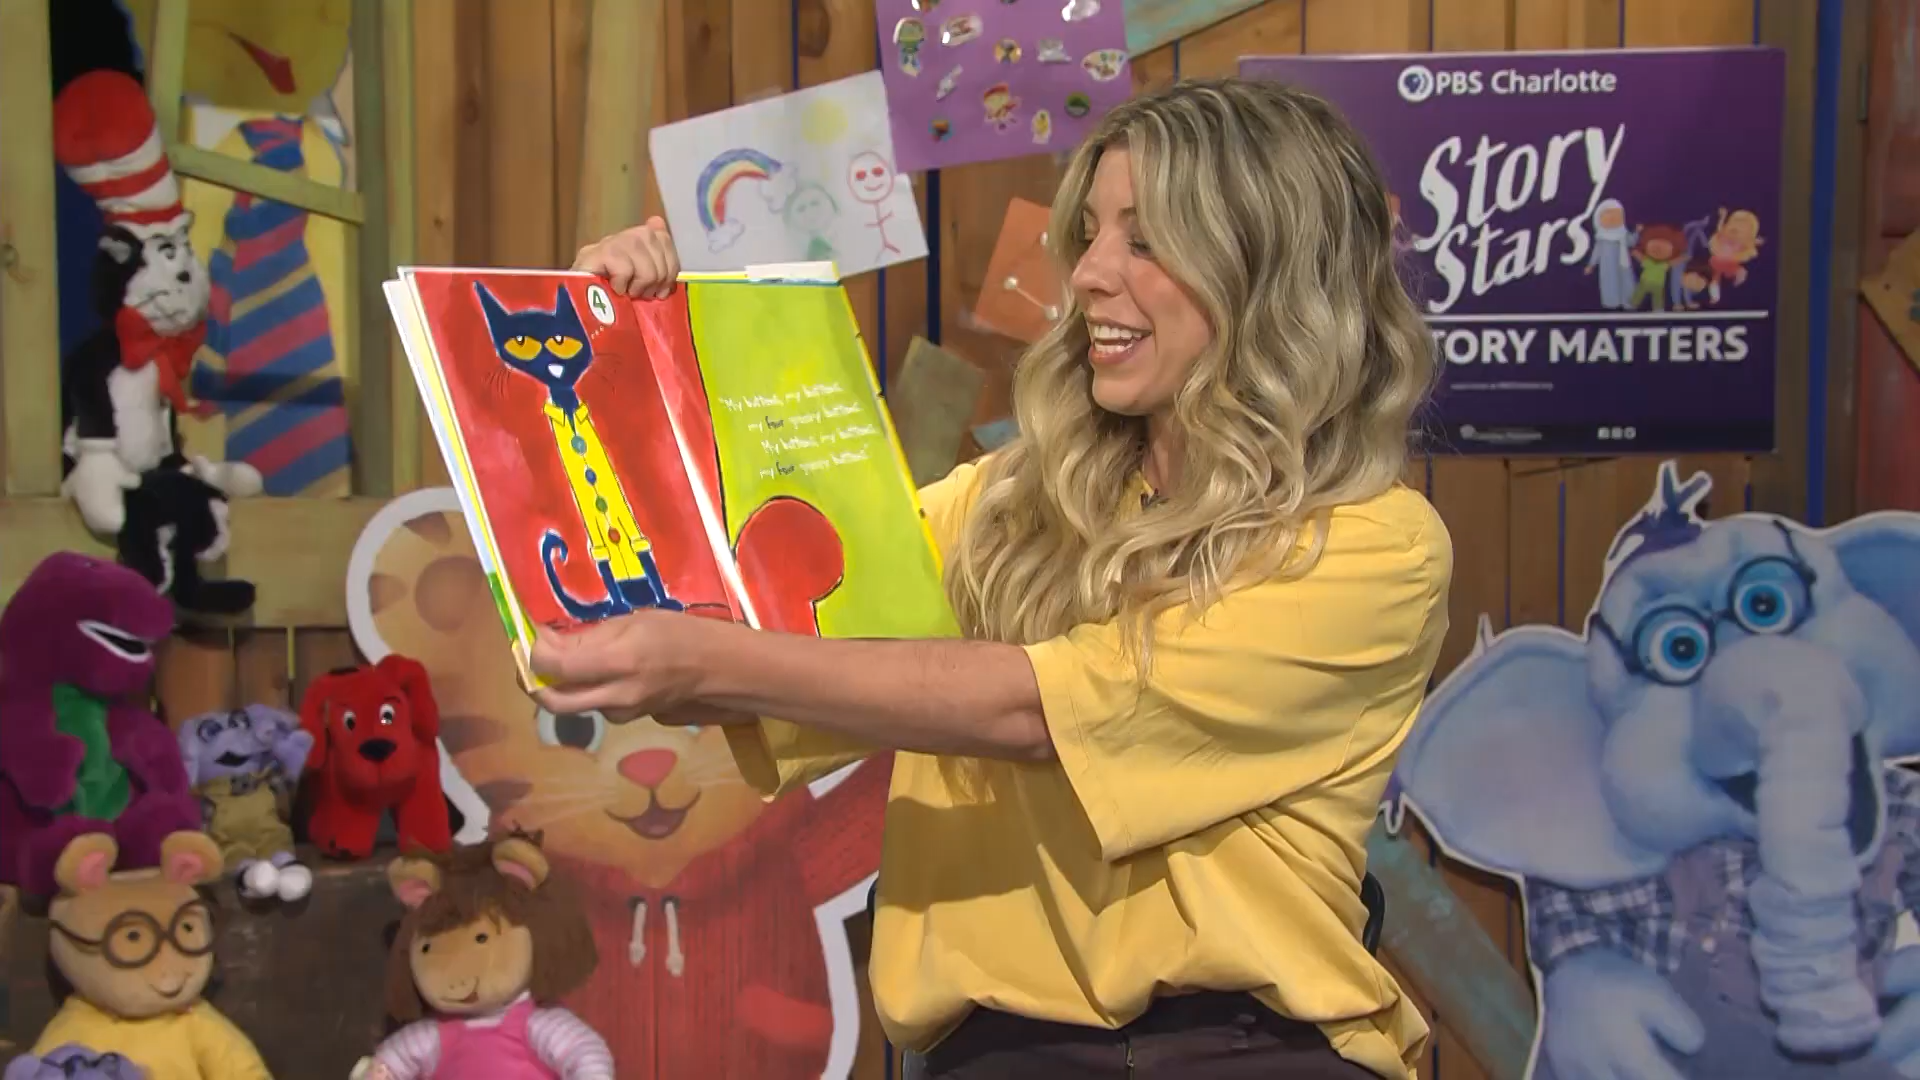 PBS Charlotte
Story
Stars
TORY MATTERS
4
"My buttons, my buttons,
my four groovy buttons.
My buttons, my buttons,
my four groovy buttons."